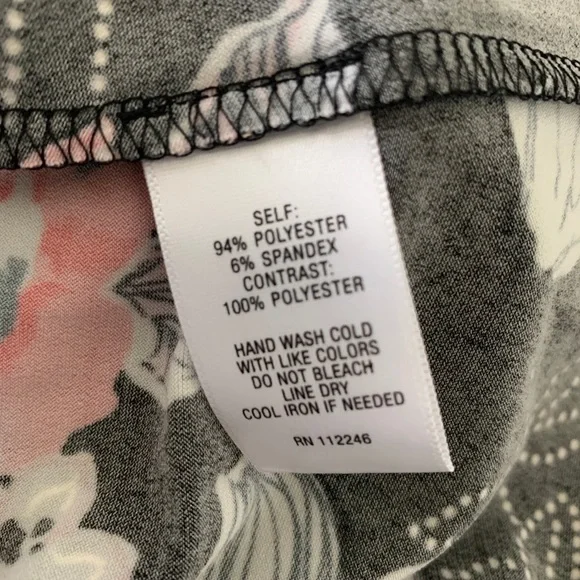 SELF:
94% POLYESTER
6% SPANDEX
CONTRAST:
100% POLYESTER
HAND WASH COLD
WITH LIKE COLORS
DO NOT BLEACH
LINE DRY
COOL IRON IF NEEDED
RN 112246